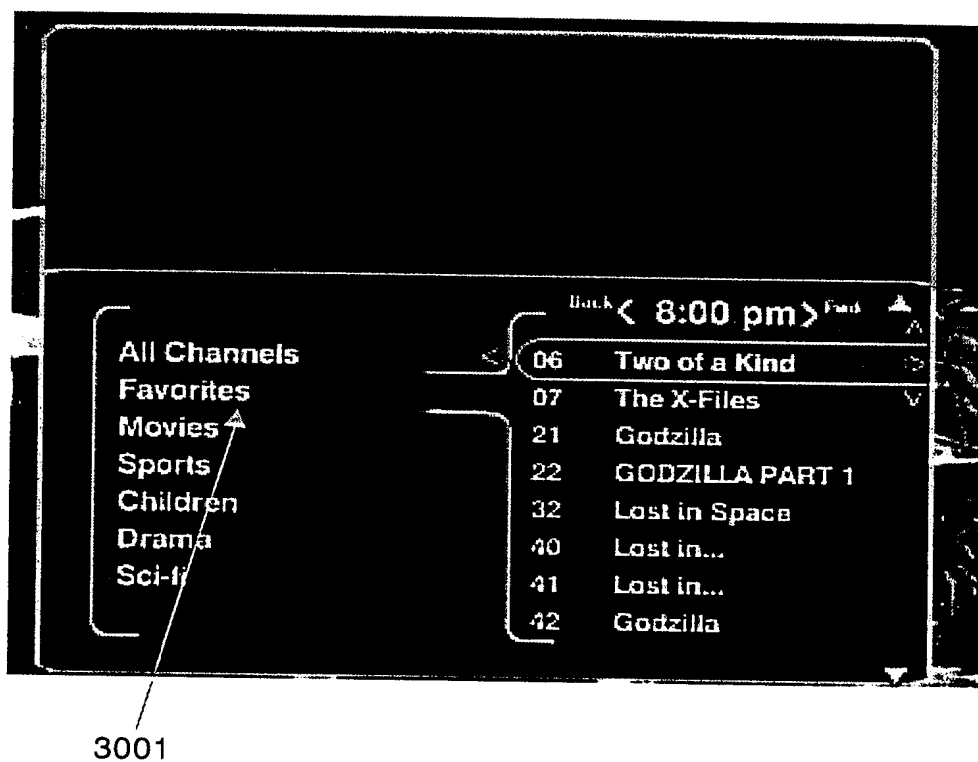 Back < 8:00 pm > Fwd
All Channels
Favorites
Movies
Sports
Children
Drama
Sci-fi
06 Two of a Kind
07 The X-Files
21 Godzilla
22 GODZILLA PART 1
32 Lost in Space
40 Lost in...
41 Lost in...
42 Godzilla
3001